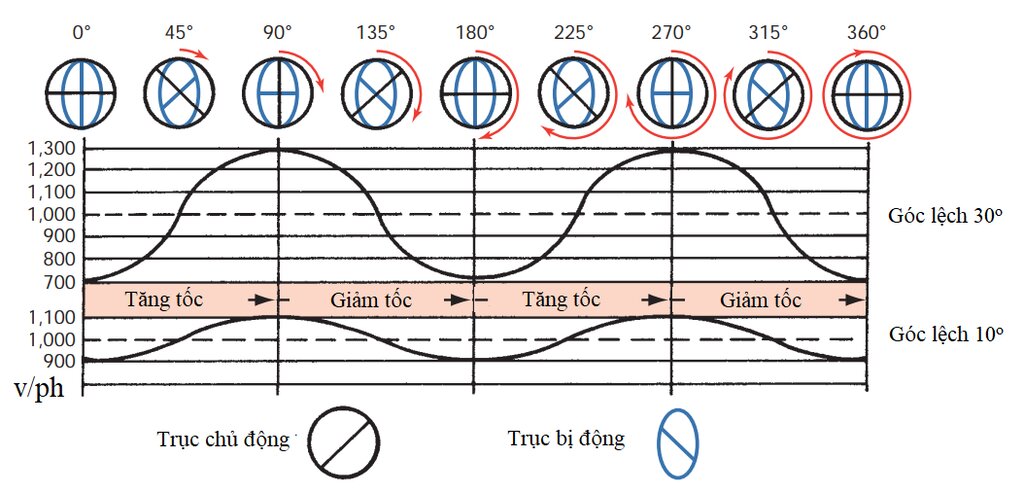 0° 45° 90° 135° 180° 225° 270° 315° 360°
1,300
1,200
1,100
1,000
900
800
700
Góc lệch 30º
Tăng tốc Giảm tốc Tăng tốc Giảm tốc
1,100
1,000
900
Góc lệch 10º
v/ph
Trục chủ động Trục bị động